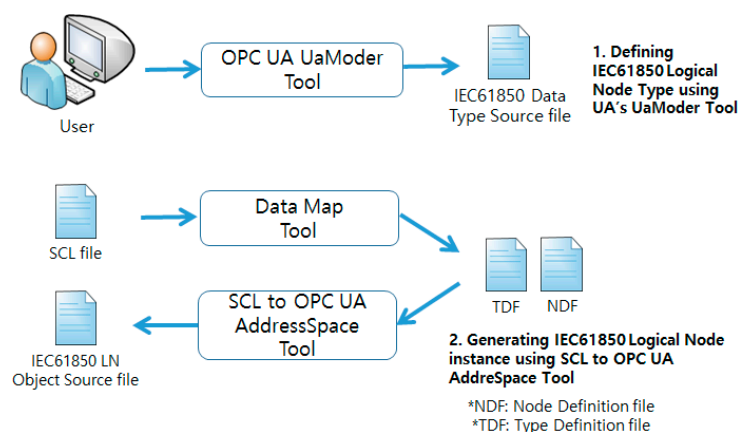 OPC UA UaModer
Tool
User
IEC61850 Data
Type Source file
1. Defining
IEC61850 Logical
Node Type using
UA's UaModer Tool
SCL file
Data Map
Tool
TDF
NDF
SCL to OPC UA
AddressSpace
Tool
IEC61850 LN
Object Source file
2. Generating IEC61850 Logical Node
instance using SCL to OPC UA
AddreSpace Tool
*NDF: Node Definition file
*TDF: Type Definition file